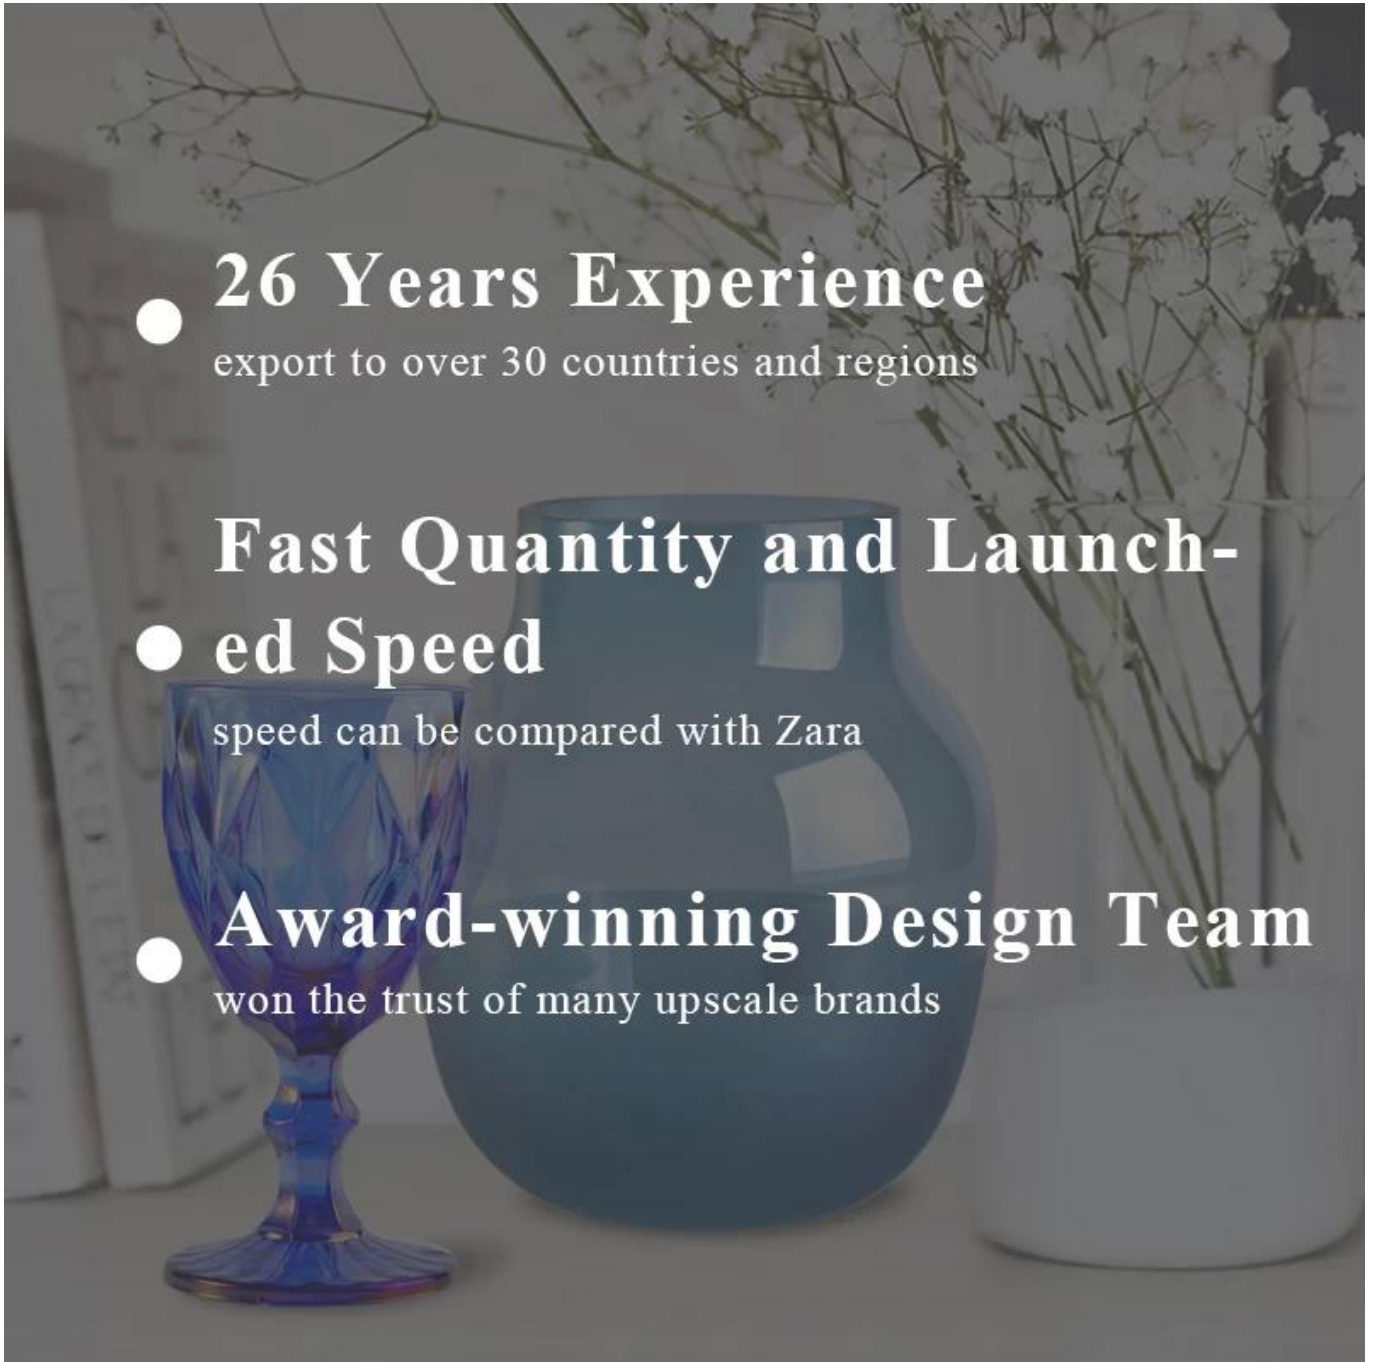 26 Years Experience
export to over 30 countries and regions
Fast Quantity and Launch-
ed Speed
speed can be compared with Zara
Award-winning Design Team
won the trust of many upscale brands